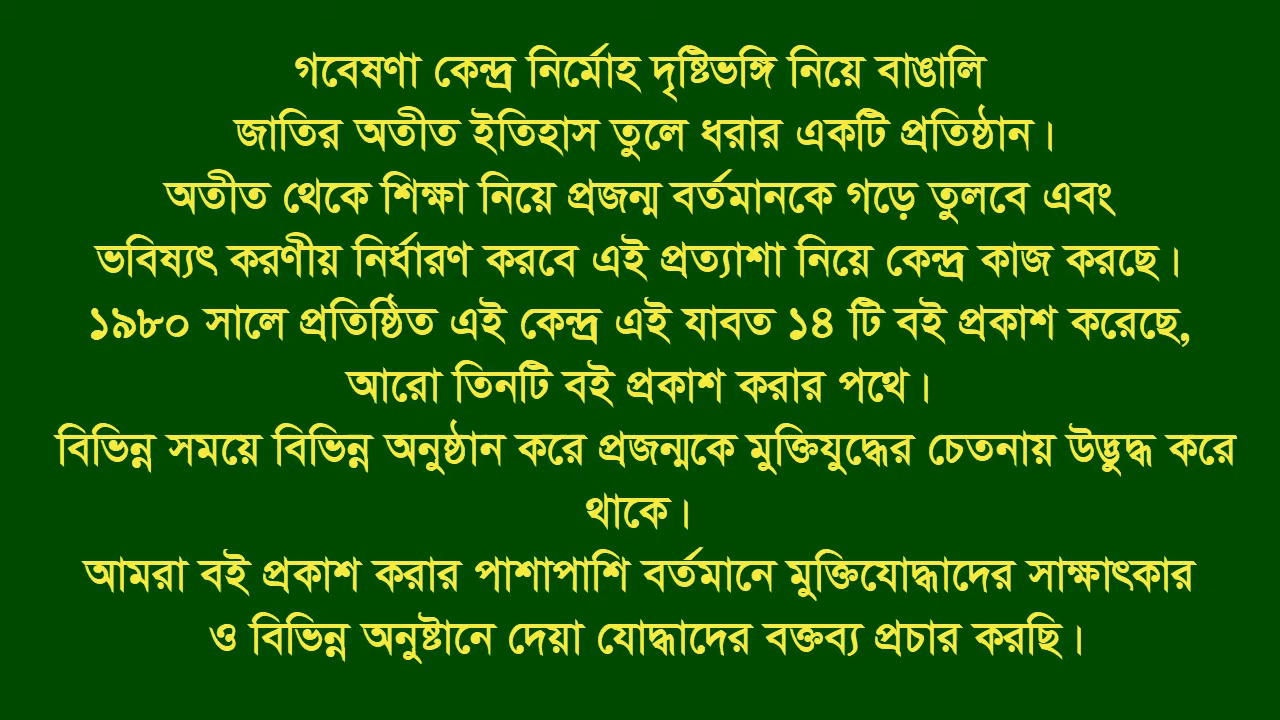 গবেষণা কেন্দ্র নির্মোহ দৃষ্টিভঙ্গি নিয়ে বাঙালি
জাতির অতীত ইতিহাস তুলে ধরার একটি প্রতিষ্ঠান।
অতীত থেকে শিক্ষা নিয়ে প্রজন্ম বর্তমানকে গড়ে তুলবে এবং
ভবিষ্যৎ করণীয় নির্ধারণ করবে এই প্রত্যাশা নিয়ে কেন্দ্র কাজ করছে।
১৯৮০ সালে প্রতিষ্ঠিত এই কেন্দ্র এই যাবত ১৪ টি বই প্রকাশ করেছে,
আরো তিনটি বই প্রকাশ করার পথে।
বিভিন্ন সময়ে বিভিন্ন অনুষ্ঠান করে প্রজন্মকে মুক্তিযুদ্ধের চেতনায় উদ্ভুদ্ধ করে
থাকে।
আমরা বই প্রকাশ করার পাশাপাশি বর্তমানে মুক্তিযোদ্ধাদের সাক্ষাৎকার
ও বিভিন্ন অনুষ্টানে দেয়া যোদ্ধাদের বক্তব্য প্রচার করছি।